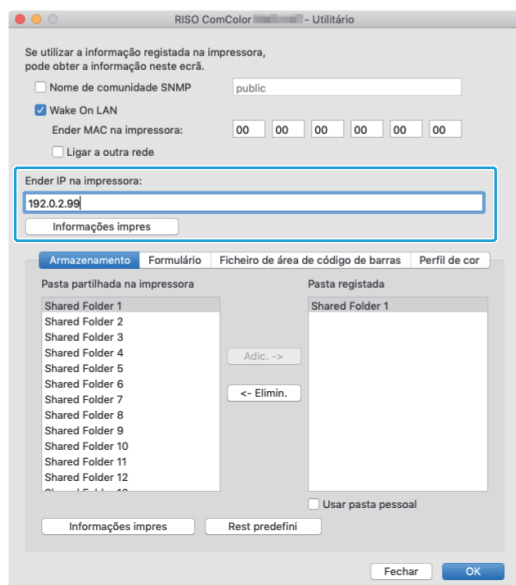 RISO ComColor - Utilitário
Se utilizar a informação registada na impressora,
pode obter a informação neste ecrã.
Nome de comunidade SNMP
public
Wake On LAN
Ender MAC na impressora:
00 00 00 00 00 00
Ligar a outra rede
Ender IP na impressora:
192.0.2.99
Informações impres
Armazenamento Formulário Ficheiro de área de código de barras Perfil de cor
Pasta partilhada na impressora
Shared Folder 1
Shared Folder 2
Shared Folder 3
Shared Folder 4
Shared Folder 5
Shared Folder 6
Shared Folder 7
Shared Folder 8
Shared Folder 9
Shared Folder 10
Shared Folder 11
Shared Folder 12
Adic. ->
<- Elimin.
Pasta registada
Shared Folder 1
Usar pasta pessoal
Informações impres
Rest predefini
Fechar
OK